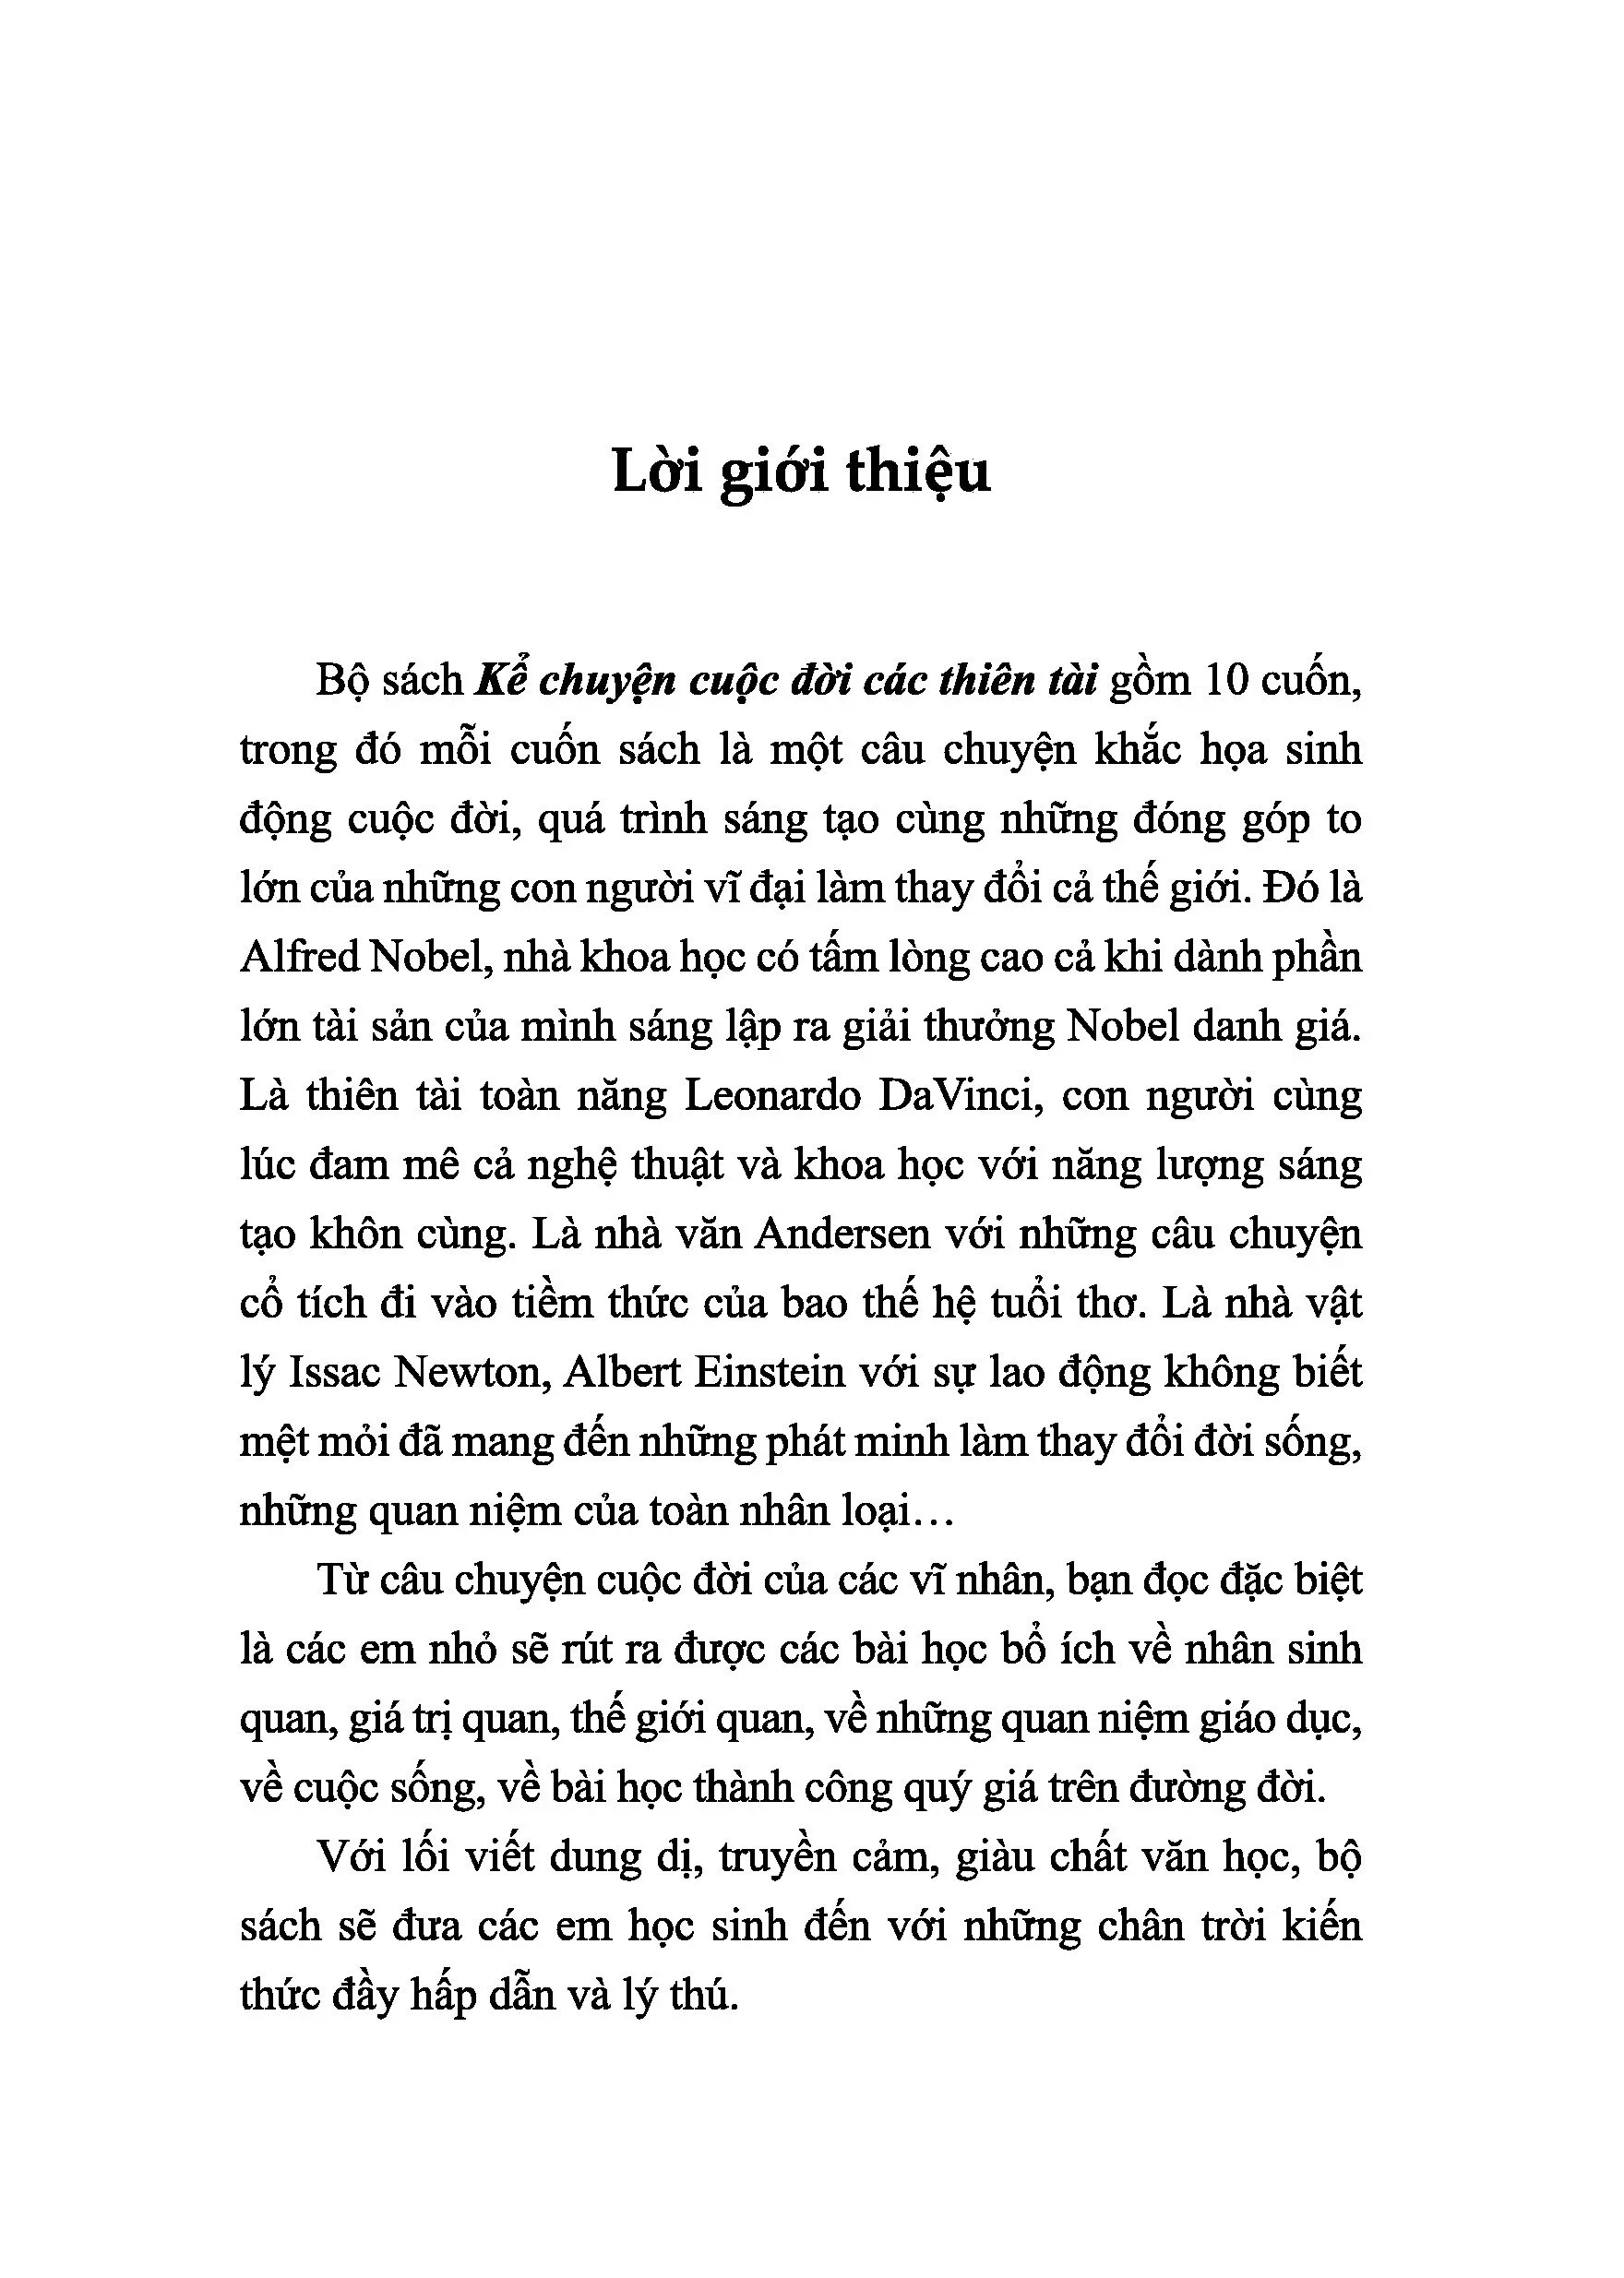 Lời giới thiệu
Bộ sách Kể chuyện cuộc đời các thiên tài gồm 10 cuốn,
trong đó mỗi cuốn sách là một câu chuyện khắc họa sinh
động cuộc đời, quá trình sáng tạo cùng những đóng góp to
lớn của những con người vĩ đại làm thay đổi cả thế giới. Đó là
Alfred Nobel, nhà khoa học có tấm lòng cao cả khi dành phần
lớn tài sản của mình sáng lập ra giải thưởng Nobel danh giá.
Là thiên tài toàn năng Leonardo DaVinci, con người cùng
lúc đam mê cả nghệ thuật và khoa học với năng lượng sáng
tạo khôn cùng. Là nhà văn Andersen với những câu chuyện
cổ tích đi vào tiềm thức của bao thế hệ tuổi thơ. Là nhà vật
lý Issac Newton, Albert Einstein với sự lao động không biết
mệt mỏi đã mang đến những phát minh làm thay đổi đời sống,
những quan niệm của toàn nhân loại…
Từ câu chuyện cuộc đời của các vĩ nhân, bạn đọc đặc biệt
là các em nhỏ sẽ rút ra được các bài học bổ ích về nhân sinh
quan, giá trị quan, thế giới quan, về những quan niệm giáo dục,
về cuộc sống, về bài học thành công quý giá trên đường đời.
Với lối viết dung dị, truyền cảm, giàu chất văn học, bộ
sách sẽ đưa các em học sinh đến với những chân trời kiến
thức đầy hấp dẫn và lý thú.